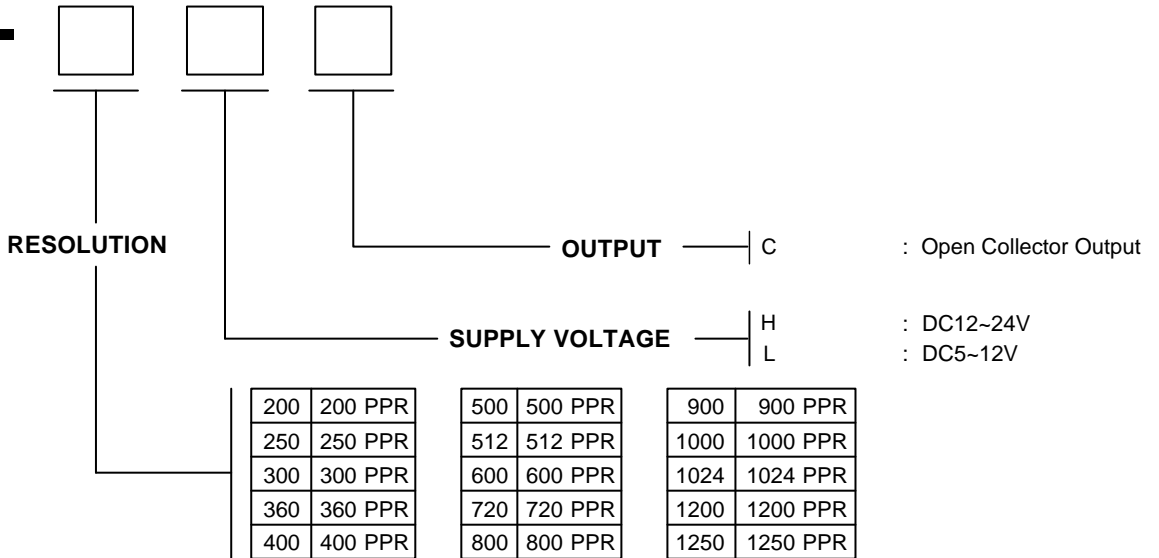 RESOLUTION
OUTPUT C : Open Collector Output
SUPPLY VOLTAGE H : DC12~24V
L : DC5~12V
200 200 PPR 500 500 PPR 900 900 PPR
250 250 PPR 512 512 PPR 1000 1000 PPR
300 300 PPR 600 600 PPR 1024 1024 PPR
360 360 PPR 720 720 PPR 1200 1200 PPR
400 400 PPR 800 800 PPR 1250 1250 PPR